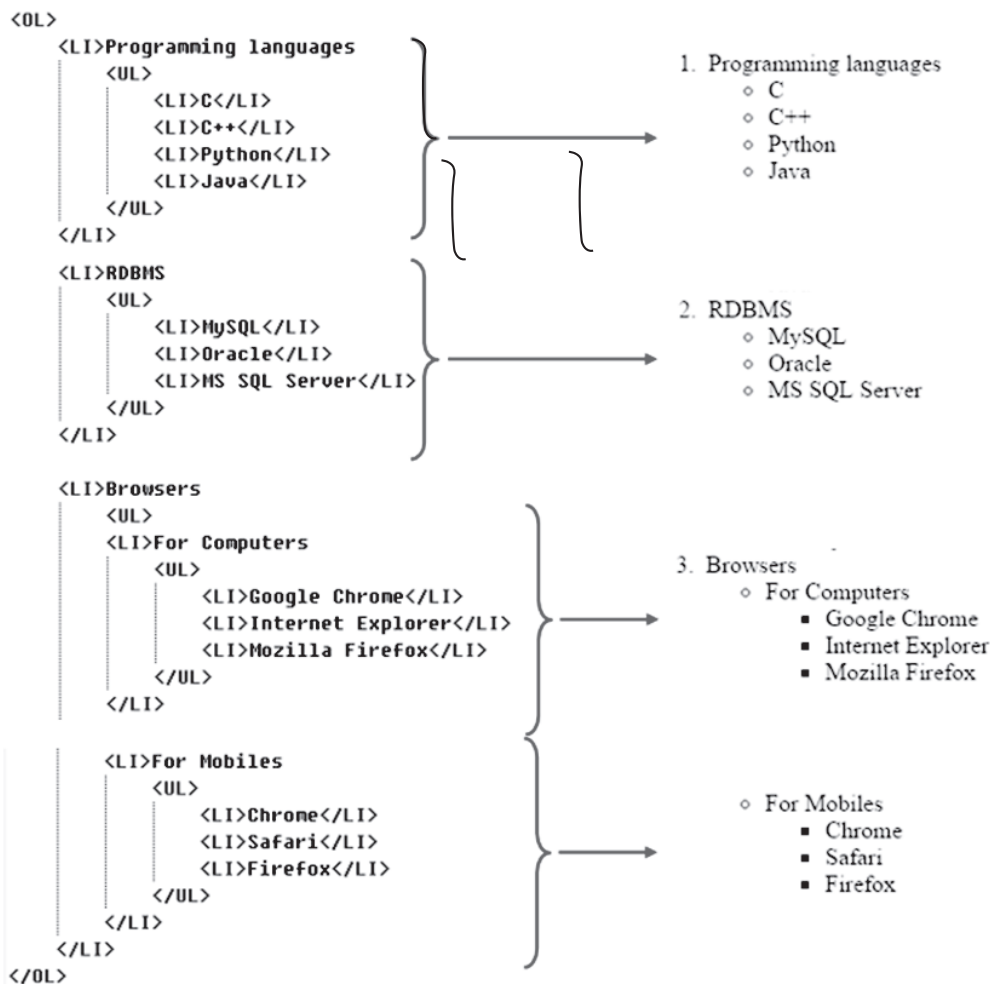 <OL>
<LI>Programming languages
<UL>
<LI>C</LI>
<LI>C++</LI>
<LI>Python</LI>
<LI>Java</LI>
</UL>
</LI>
1. Programming languages
C
C++
Python
Java
<LI>RDBMS
<UL>
<LI>MySQL</LI>
<LI>Oracle</LI>
<LI>MS SQL Server</LI>
</UL>
</LI>
2. RDBMS
MySQL
Oracle
MS SQL Server
<LI>Browsers
<UL>
<LI>For Computers
<UL>
<LI>Google Chrome</LI>
<LI>Internet Explorer</LI>
<LI>Mozilla Firefox</LI>
</UL>
</LI>
3. Browsers
For Computers
Google Chrome
Internet Explorer
Mozilla Firefox
<LI>For Mobiles
<UL>
<LI>Chrome</LI>
<LI>Safari</LI>
<LI>Firefox</LI>
</UL>
</LI>
</LI>
</OL>
For Mobiles
Chrome
Safari
Firefox